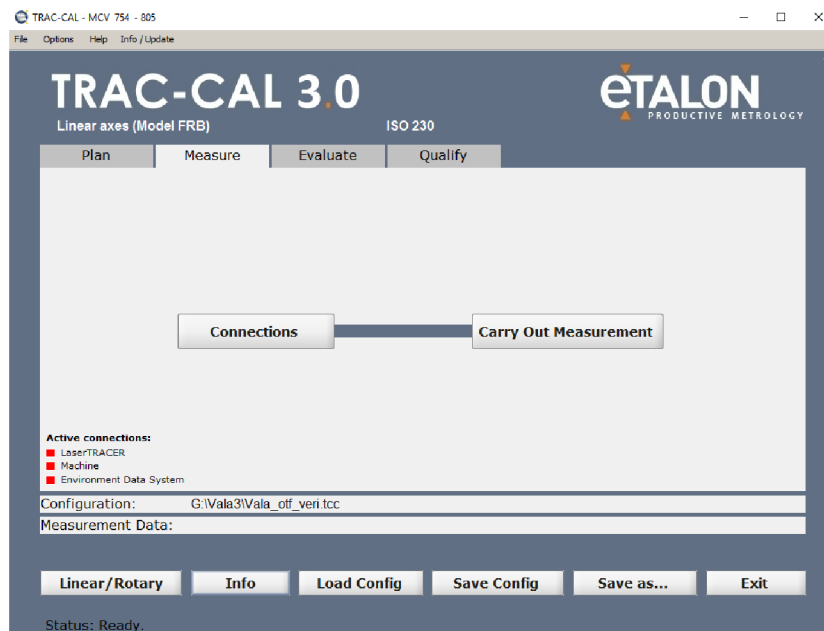 TRAC-CAL - MCV 754 - 805
File Options Help Info / Update
TRAC-CAL 3.0
eTALON
PRODUCTIVE METROLOGY
Linear axes (Model FRB) ISO 230
Plan Measure Evaluate Qualify
Connections Carry Out Measurement
Active connections:
LaserTRACER
Machine
Environment Data System
Configuration: G:\Vala3\Vala_otf_veri.tcc
Measurement Data:
Linear/Rotary Info Load Config Save Config Save as... Exit
Status: Ready.